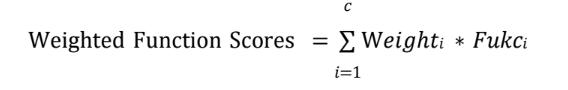 c
Weighted Function Scores = ∑ Weighti * Fukci
i=1